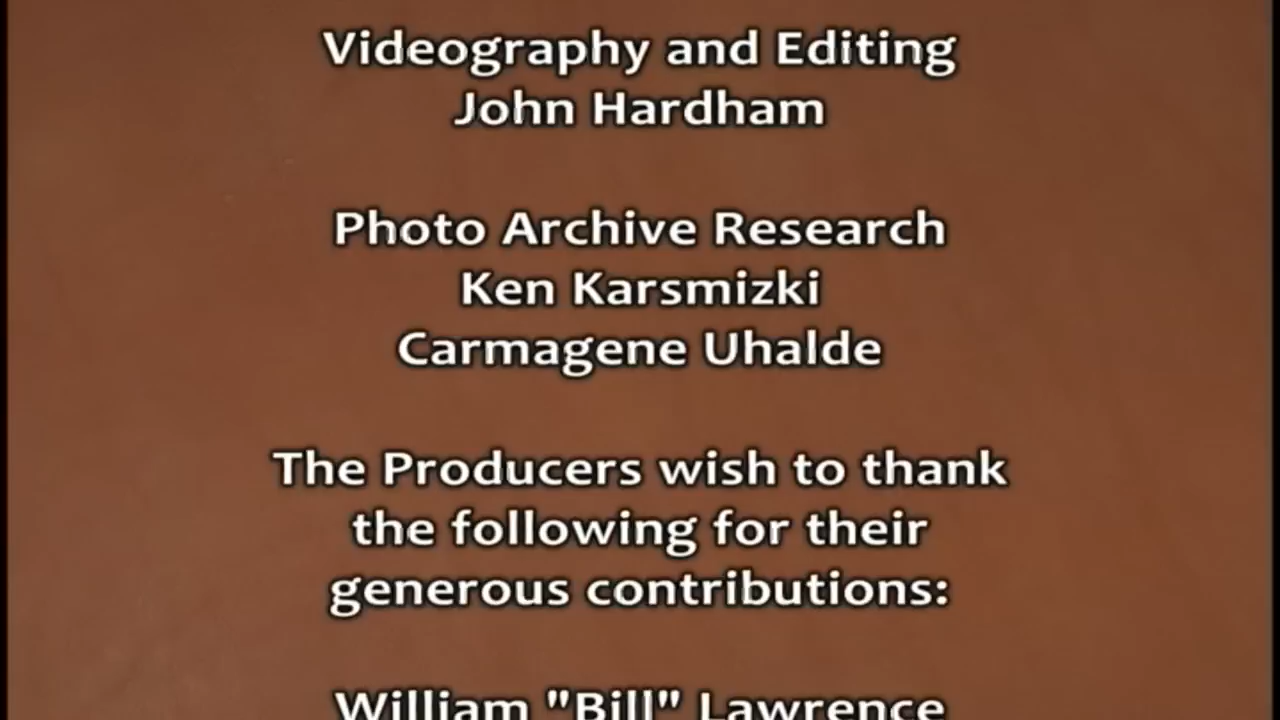 Videography and Editing
John Hardham
Photo Archive Research
Ken Karsmizki
Carmagene Uhalde
The Producers wish to thank
the following for their
generous contributions:
William "Bill" Lawrence